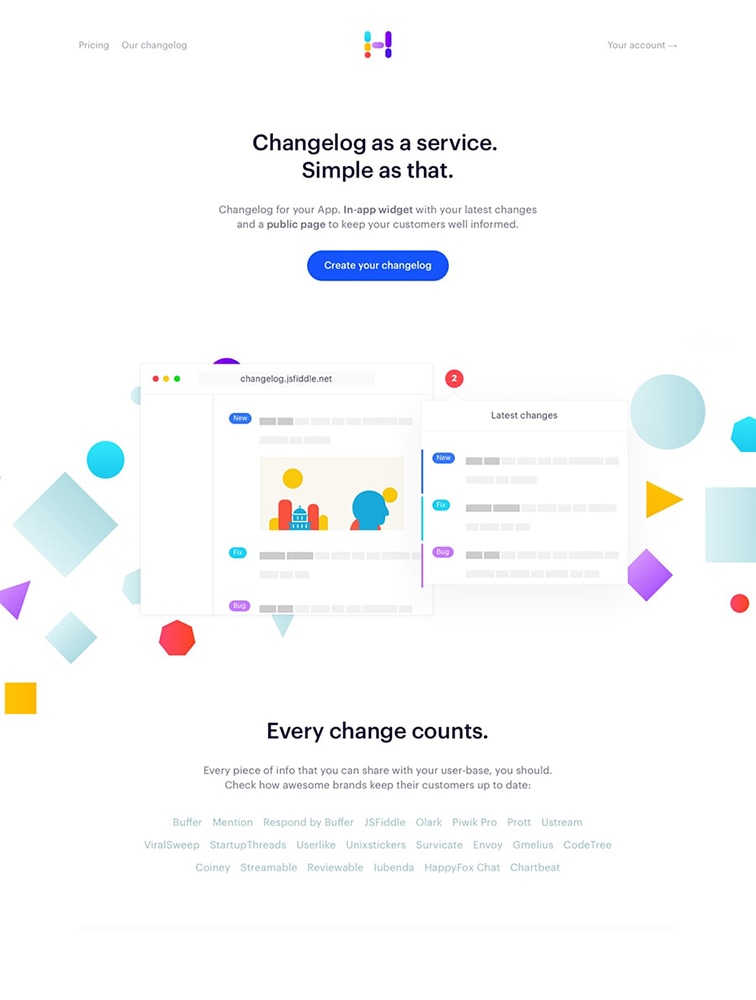 Pricing Our changelog
Your account →
Changelog as a service.
Simple as that.
Changelog for your App. In-app widget with your latest changes
and a public page to keep your customers well informed.
Create your changelog
changelog.jsfiddle.net
2
Latest changes
New
New
Fix
Fix
Bug
Bug
Every change counts.
Every piece of info that you can share with your user-base, you should.
Check how awesome brands keep their customers up to date:
Buffer Mention Respond by Buffer JSFiddle Olark Piwik Pro Prott Ustream
ViralSweep StartupThreads Userlike Unixstickers Survicate Envoy Gmelius CodeTree
Coiney Streamable Reviewable Iubenda HappyFox Chat Chartbeat